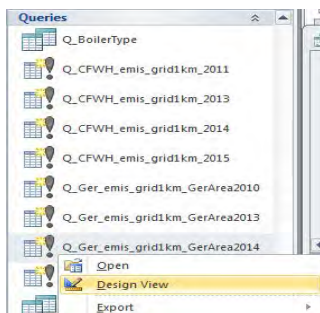 Queries
Q_BoilerType
Q_CFWH_emis_grid1km_2011
Q_CFWH_emis_grid1km_2013
Q_CFWH_emis_grid1km_2014
Q_CFWH_emis_grid1km_2015
Q_Ger_emis_grid1km_GerArea2010
Q_Ger_emis_grid1km_GerArea2013
Q_Ger_emis_grid1km_GerArea2014
Open
Design View
Export